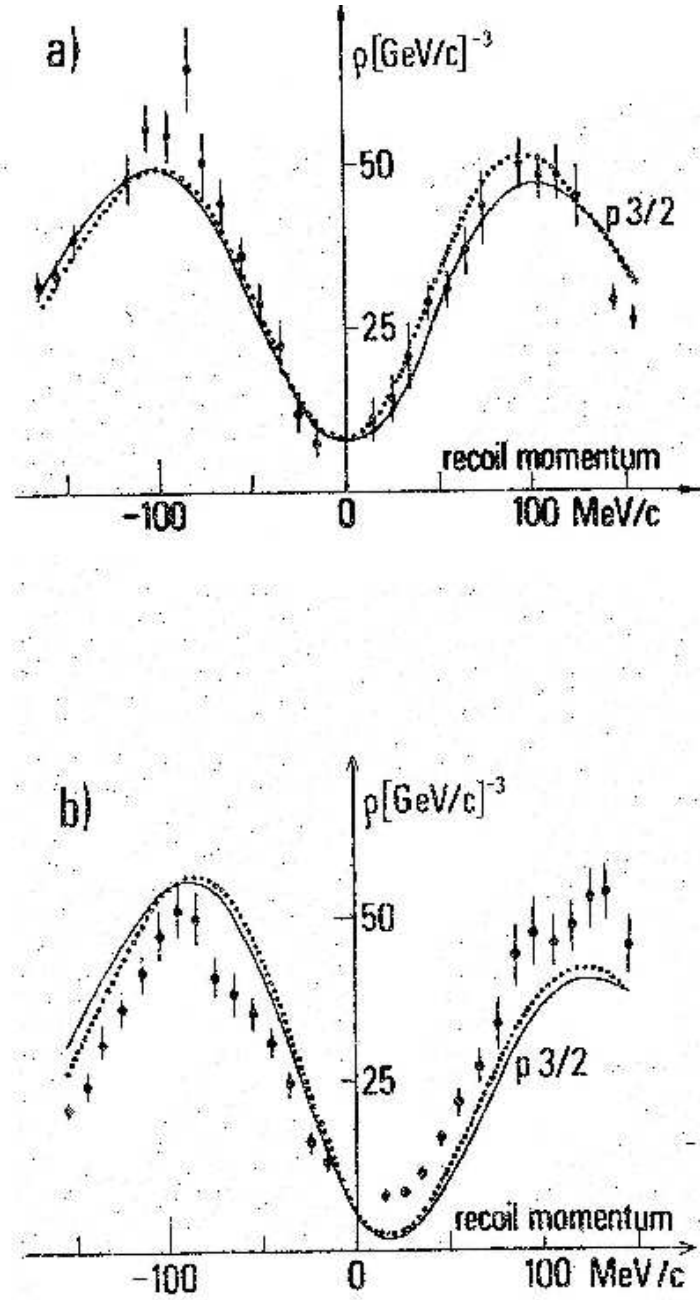 a)
ρ[GeV/c]⁻³
50
p 3/2
25
recoil momentum
-100 0 100 MeV/c
b)
ρ[GeV/c]⁻³
50
25
p 3/2
recoil momentum
-100 0 100 MeV/c